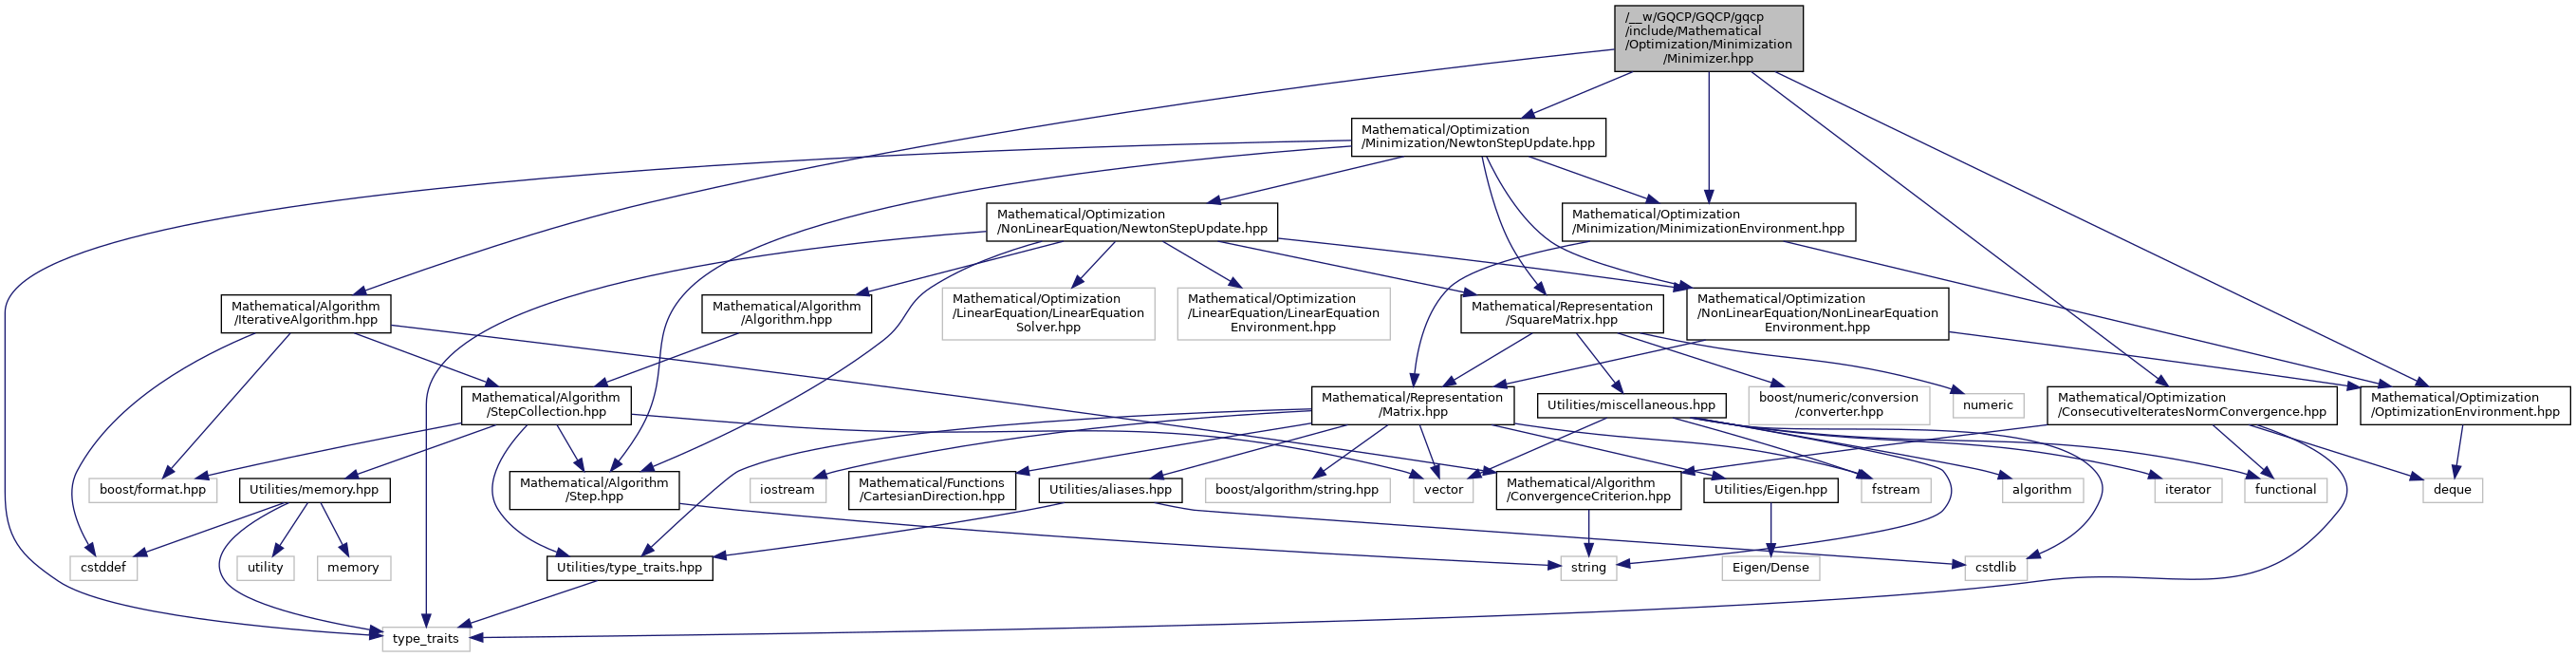 /__w/GQCP/GQCP/gqcp
/include/Mathematical
/Optimization/Minimization
/Minimizer.hpp
Mathematical/Optimization
/Minimization/NewtonStepUpdate.hpp
Mathematical/Optimization
/NonLinearEquation/NewtonStepUpdate.hpp
Mathematical/Optimization
/Minimization/MinimizationEnvironment.hpp
Mathematical/Algorithm
/IterativeAlgorithm.hpp
Mathematical/Algorithm
/Algorithm.hpp
Mathematical/Optimization
/LinearEquation/LinearEquation
Solver.hpp
Mathematical/Optimization
/LinearEquation/LinearEquation
Environment.hpp
Mathematical/Representation
/SquareMatrix.hpp
Mathematical/Optimization
/NonLinearEquation/NonLinearEquation
Environment.hpp
Mathematical/Algorithm
/StepCollection.hpp
Mathematical/Representation
/Matrix.hpp
Utilities/miscellaneous.hpp
boost/numeric/conversion
/converter.hpp
numeric
Mathematical/Optimization
/ConsecutiveIteratesNormConvergence.hpp
Mathematical/Optimization
/OptimizationEnvironment.hpp
boost/format.hpp
Utilities/memory.hpp
Mathematical/Algorithm
/Step.hpp
iostream
Mathematical/Functions
/CartesianDirection.hpp
Utilities/aliases.hpp
boost/algorithm/string.hpp
vector
Mathematical/Algorithm
/ConvergenceCriterion.hpp
Utilities/Eigen.hpp
fstream
algorithm
iterator
functional
deque
cstddef
utility
memory
Utilities/type_traits.hpp
string
Eigen/Dense
cstdlib
type_traits